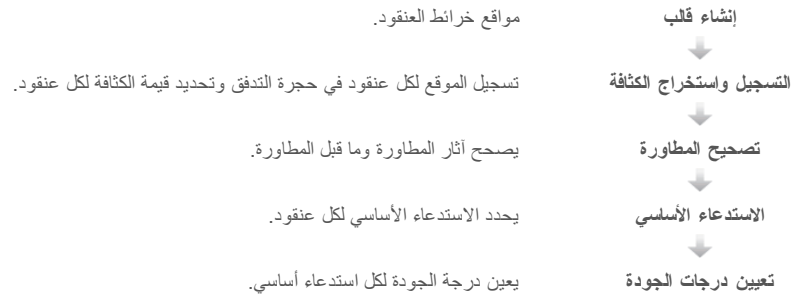 إنشاء قالب مواقع خرائط العنقود.
التسجيل واستخراج الكثافة تسجيل الموقع لكل عنقود في حجرة التدفق وتحديد قيمة الكثافة لكل عنقود.
تصحيح المطاورة يصحح آثار المطاورة وما قبل المطاورة.
الاستدعاء الأساسي يحدد الاستدعاء الأساسي لكل عنقود.
تعيين درجات الجودة يعين درجة الجودة لكل استدعاء أساسي.